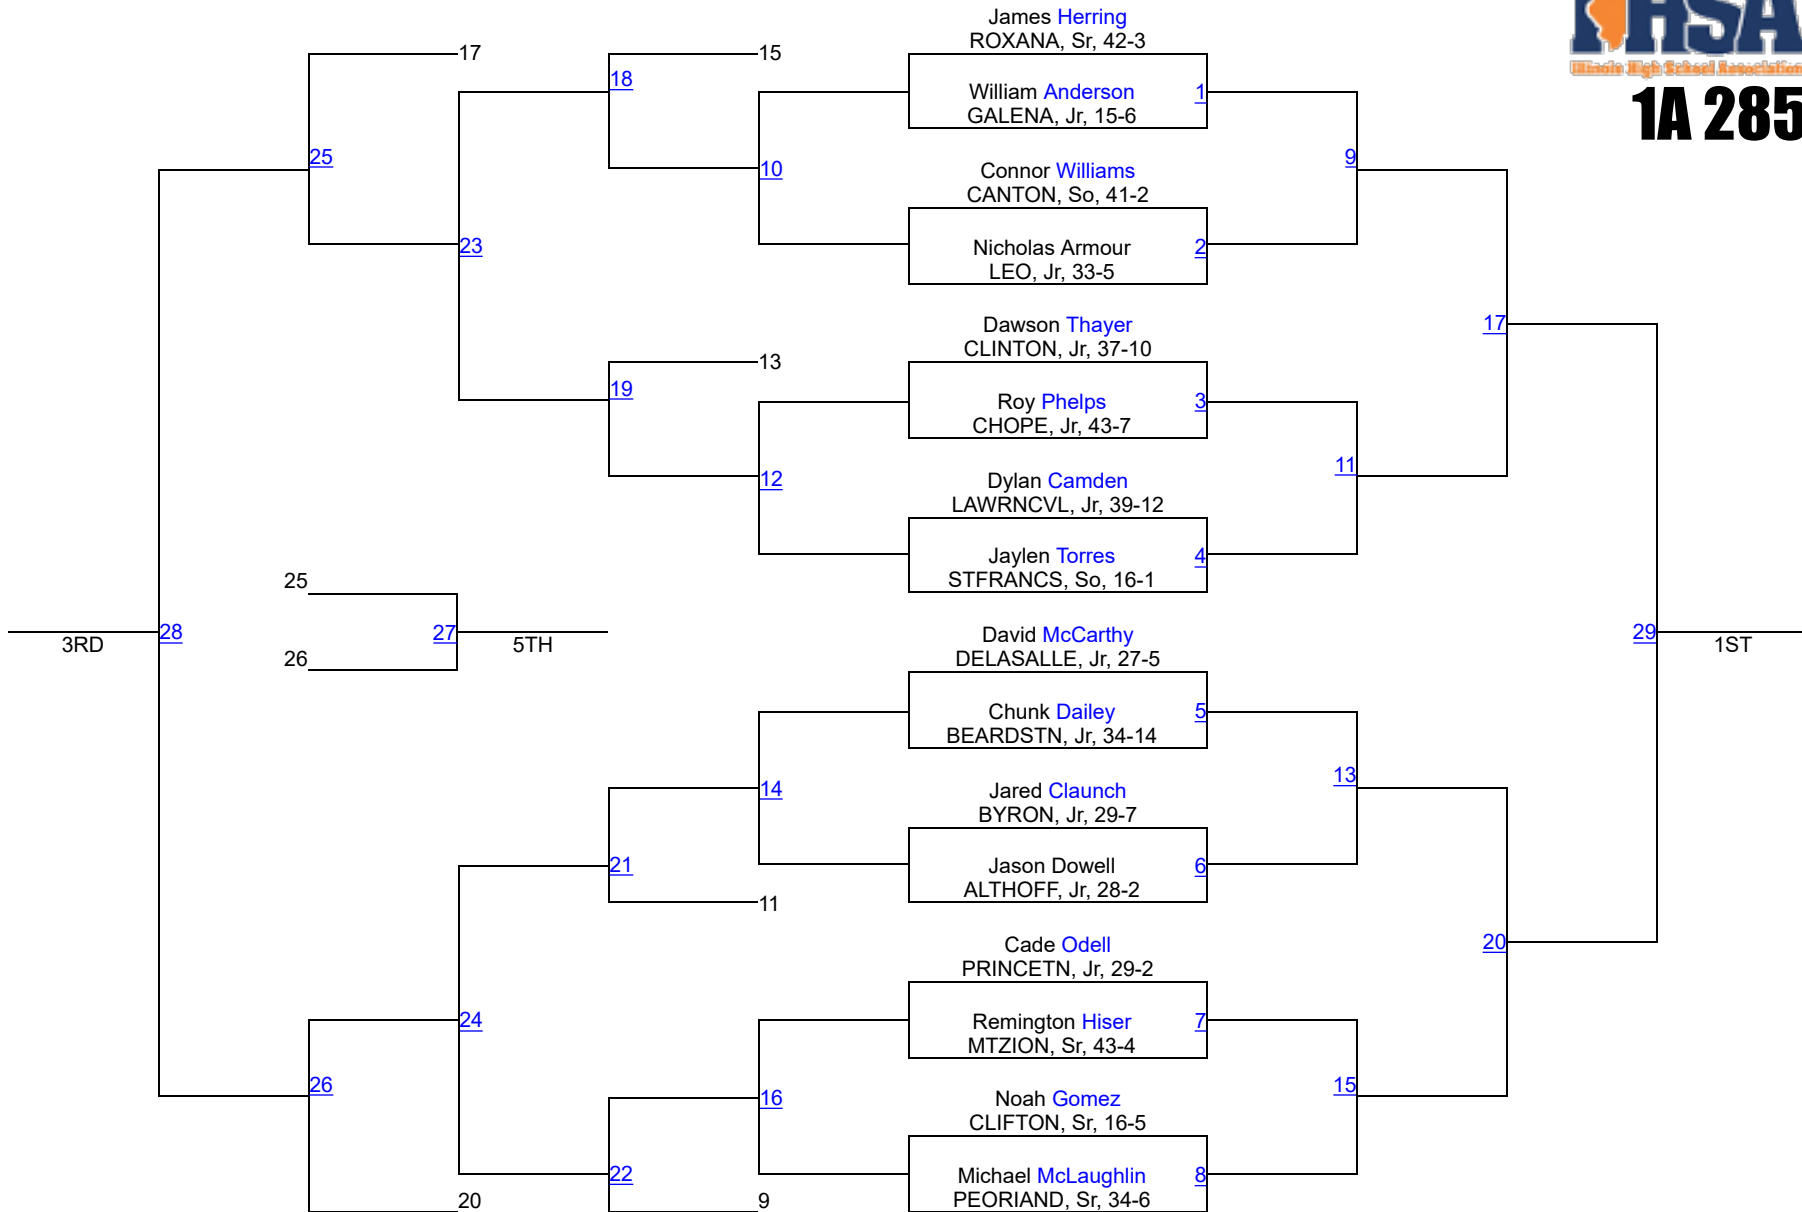 IHSA
Illinois High School Association
1A 285
James Herring
ROXANA, Sr, 42-3
William Anderson 1
GALENA, Jr, 15-6
Connor Williams
CANTON, So, 41-2
Nicholas Armour 2
LEO, Jr, 33-5
Dawson Thayer
CLINTON, Jr, 37-10
Roy Phelps 3
CHOPE, Jr, 43-7
Dylan Camden
LAWRNCVL, Jr, 39-12
Jaylen Torres 4
STFRANCS, So, 16-1
David McCarthy
DELASALLE, Jr, 27-5
Chunk Dailey 5
BEARDSTN, Jr, 34-14
Jared Claunch
BYRON, Jr, 29-7
Jason Dowell 6
ALTHOFF, Jr, 28-2
Cade Odell
PRINCETN, Jr, 29-2
Remington Hiser 7
MTZION, Sr, 43-4
Noah Gomez
CLIFTON, Sr, 16-5
Michael McLaughlin 8
PEORIAND, Sr, 34-6
9
11
13
15
17
20
29
1ST
10
12
14
16
15
18
13
19
21
11
22
9
23
24
17
25
26
20
25
26
27
5TH
28
3RD